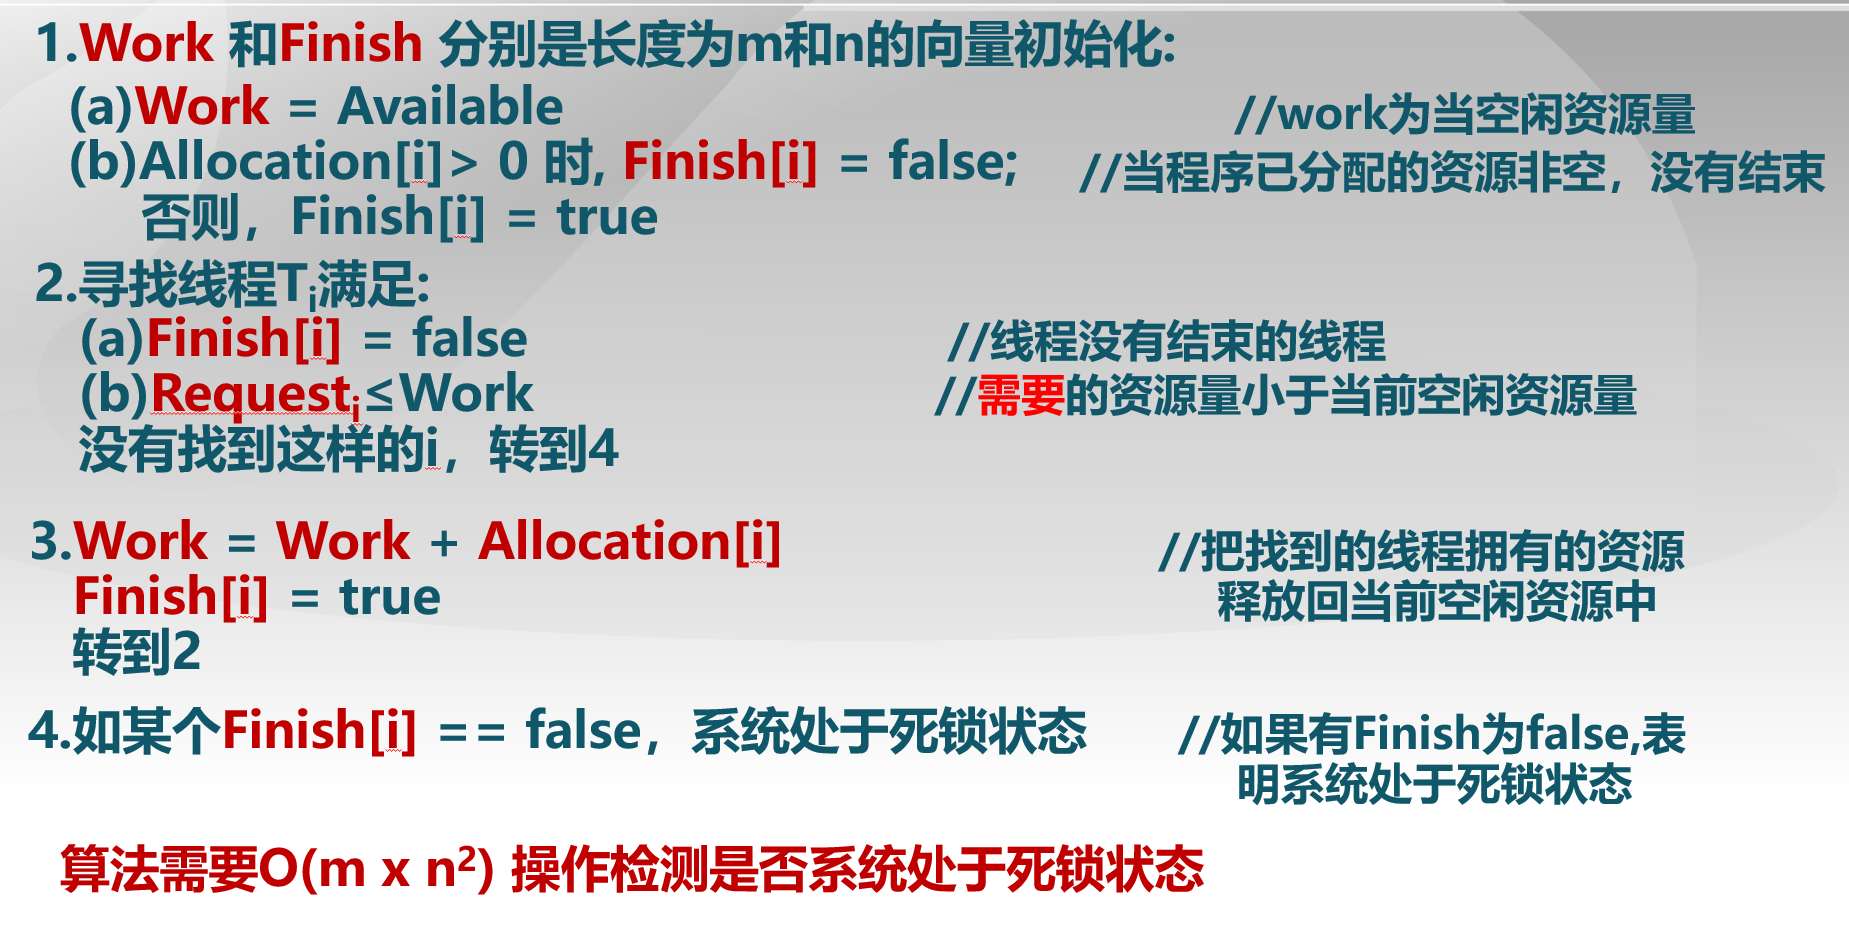 1.Work 和Finish 分别是长度为m和n的向量初始化:
(a)Work = Available //work为当空闲资源量
(b)Allocation[i]> 0 时, Finish[i] = false; //当程序已分配的资源非空，没有结束
否则，Finish[i] = true
2.寻找线程Ti满足:
(a)Finish[i] = false //线程没有结束的线程
(b)Requesti≤Work //需要的资源量小于当前空闲资源量
没有找到这样的i，转到4
3.Work = Work + Allocation[i] //把找到的线程拥有的资源
Finish[i] = true 释放回当前空闲资源中
转到2
4.如某个Finish[i] == false，系统处于死锁状态 //如果有Finish为false,表
明系统处于死锁状态
算法需要O(m x n²) 操作检测是否系统处于死锁状态